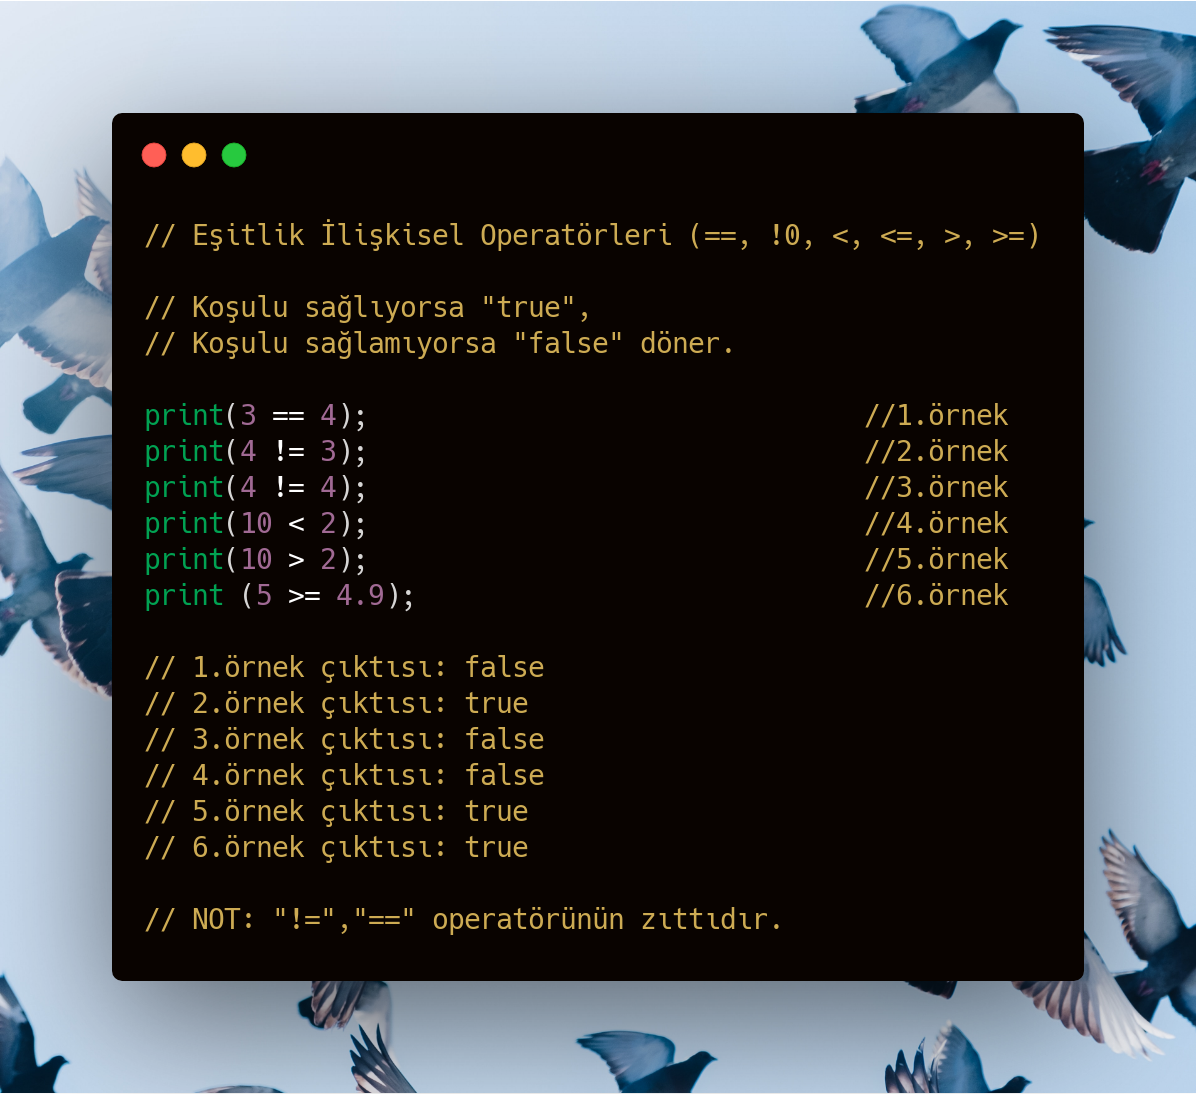 // Eşitlik İlişkisel Operatörleri (==, !0, <, <=, >, >=)
// Koşulu sağlıyorsa "true",
// Koşulu sağlamıyorsa "false" döner.
print(3 == 4); //1.örnek
print(4 != 3); //2.örnek
print(4 != 4); //3.örnek
print(10 < 2); //4.örnek
print(10 > 2); //5.örnek
print (5 >= 4.9); //6.örnek
// 1.örnek çıktısı: false
// 2.örnek çıktısı: true
// 3.örnek çıktısı: false
// 4.örnek çıktısı: false
// 5.örnek çıktısı: true
// 6.örnek çıktısı: true
// NOT: "!=","==" operatörünün zıttıdır.